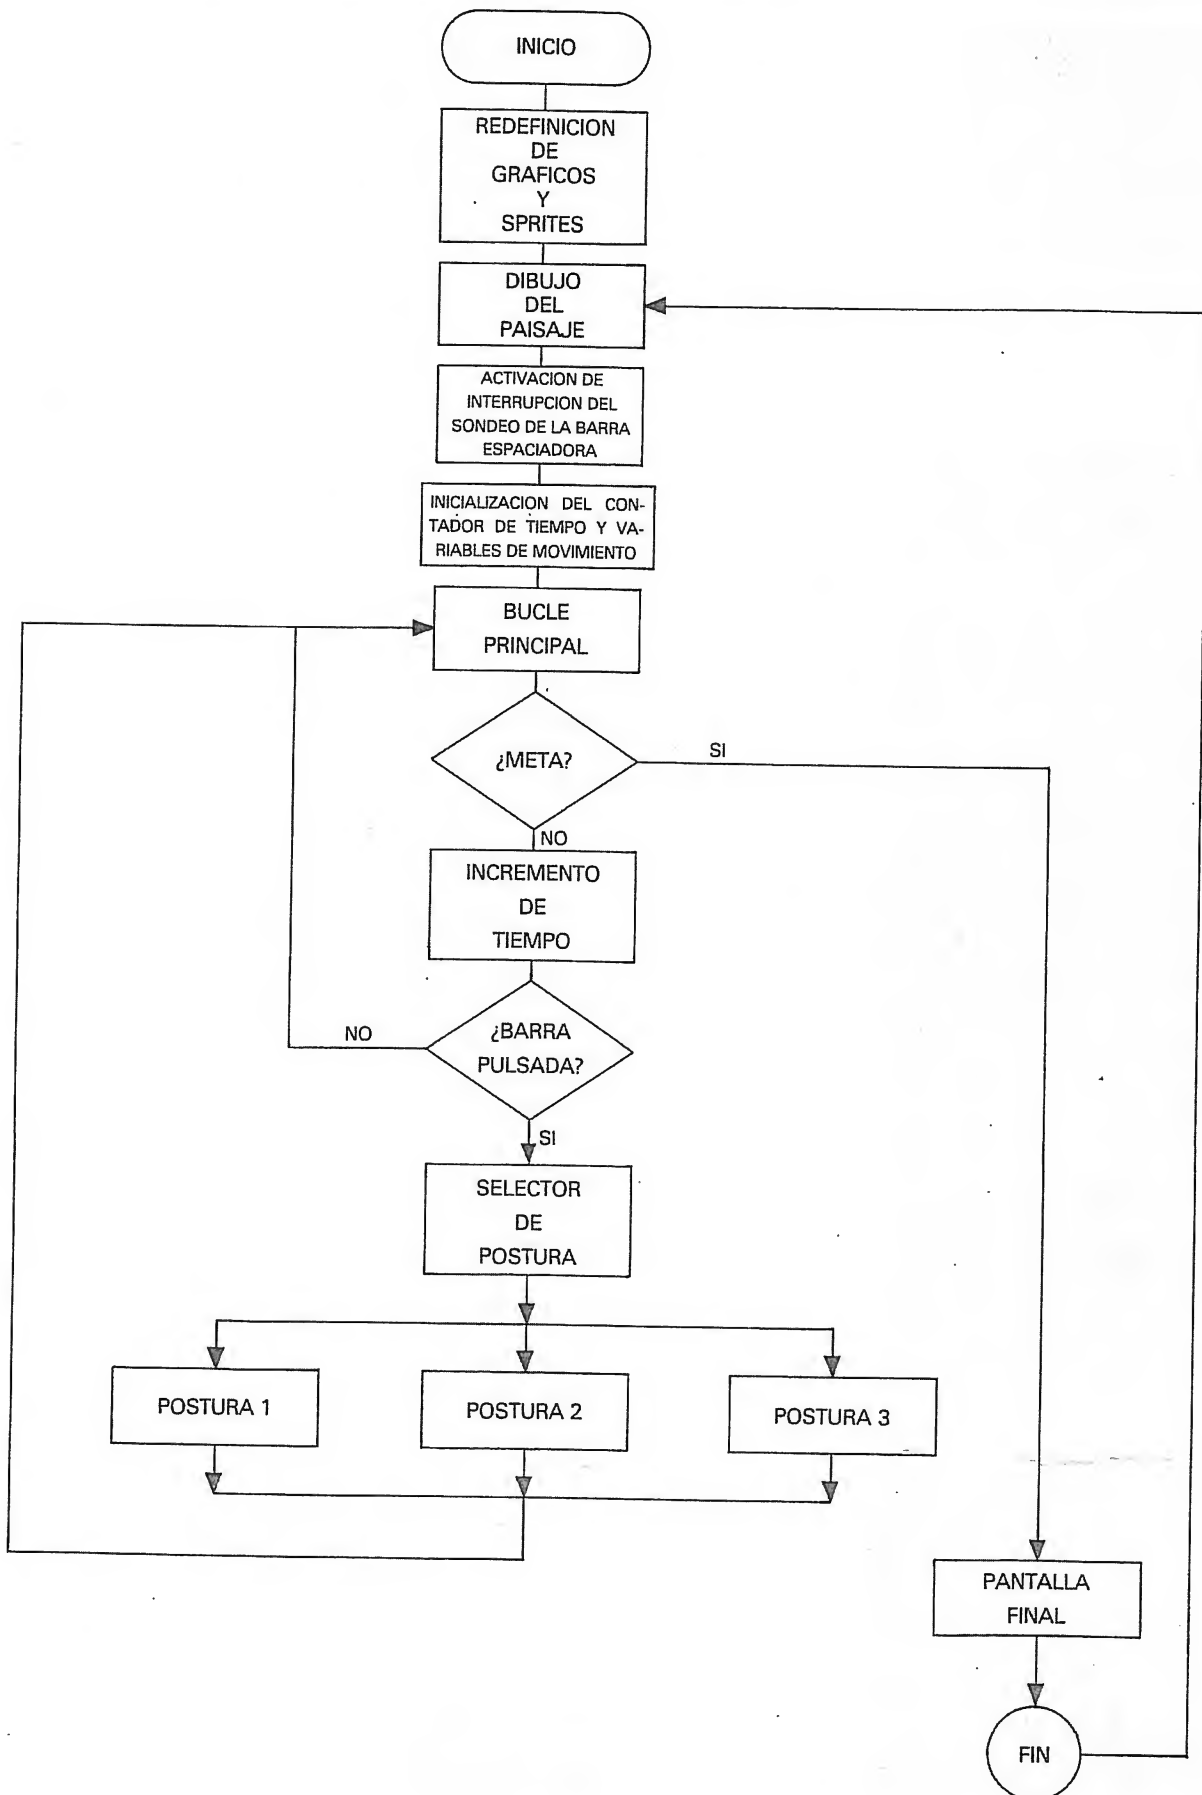 INICIO
REDEFINICION
DE
GRAFICOS
Y
SPRITES
DIBUJO
DEL
PAISAJE
ACTIVACION DE
INTERRUPCION DEL
SONDEO DE LA BARRA
ESPACIADORA
INICIALIZACION DEL CON-
TADOR DE TIEMPO Y VA-
RIABLES DE MOVIMIENTO
BUCLE
PRINCIPAL
¿META?
SI
NO
INCREMENTO
DE
TIEMPO
¿BARRA
PULSADA?
NO
SI
SELECTOR
DE
POSTURA
POSTURA 1
POSTURA 2
POSTURA 3
PANTALLA
FINAL
FIN